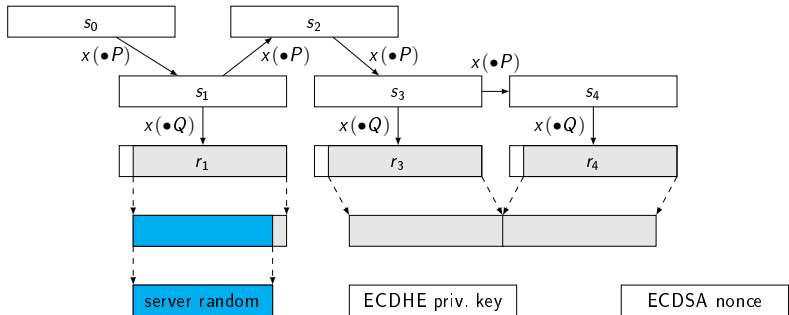 s₀ s₂
x(•P) x(•P) x(•P) x(•P)
s₁ s₃ s₄
x(•Q) x(•Q) x(•Q)
r₁ r₃ r₄
server random ECDHE priv. key ECDSA nonce